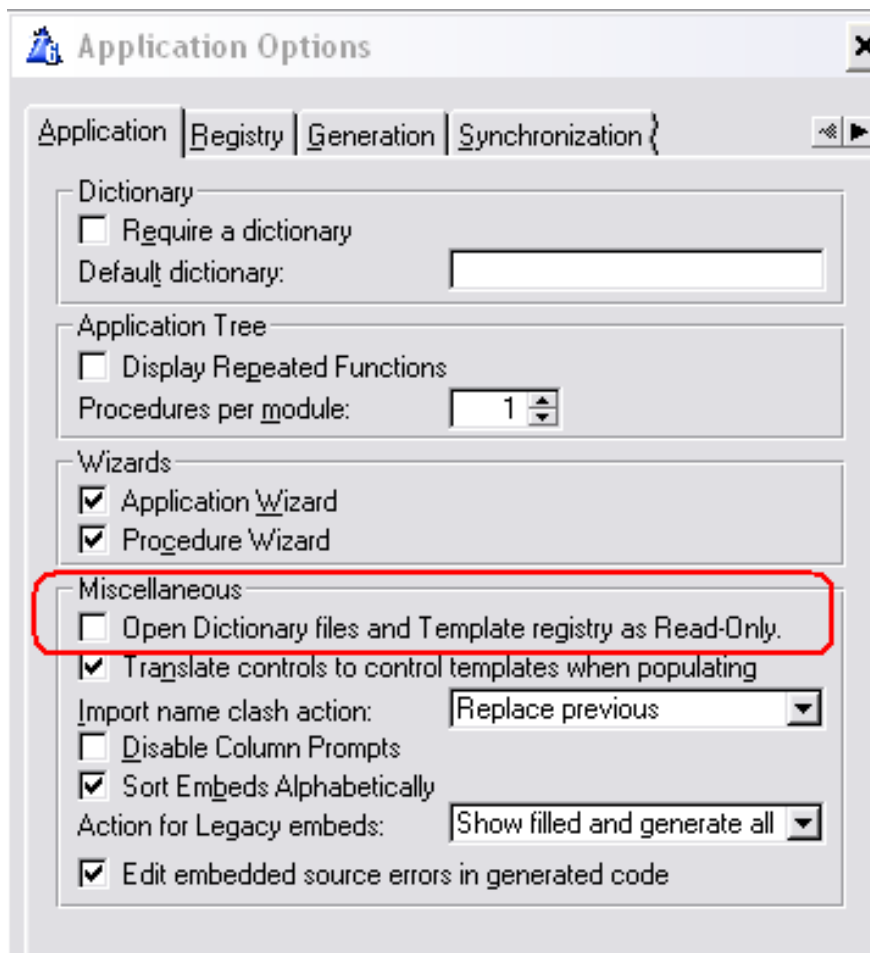 Application Options
Application Registry Generation Synchronization
Dictionary
Require a dictionary
Default dictionary:
Application Tree
Display Repeated Functions
Procedures per module: 1
Wizards
Application Wizard
Procedure Wizard
Miscellaneous
Open Dictionary files and Template registry as Read-Only.
Translate controls to control templates when populating
Import name clash action: Replace previous
Disable Column Prompts
Sort Embeds Alphabetically
Action for Legacy embeds: Show filled and generate all
Edit embedded source errors in generated code